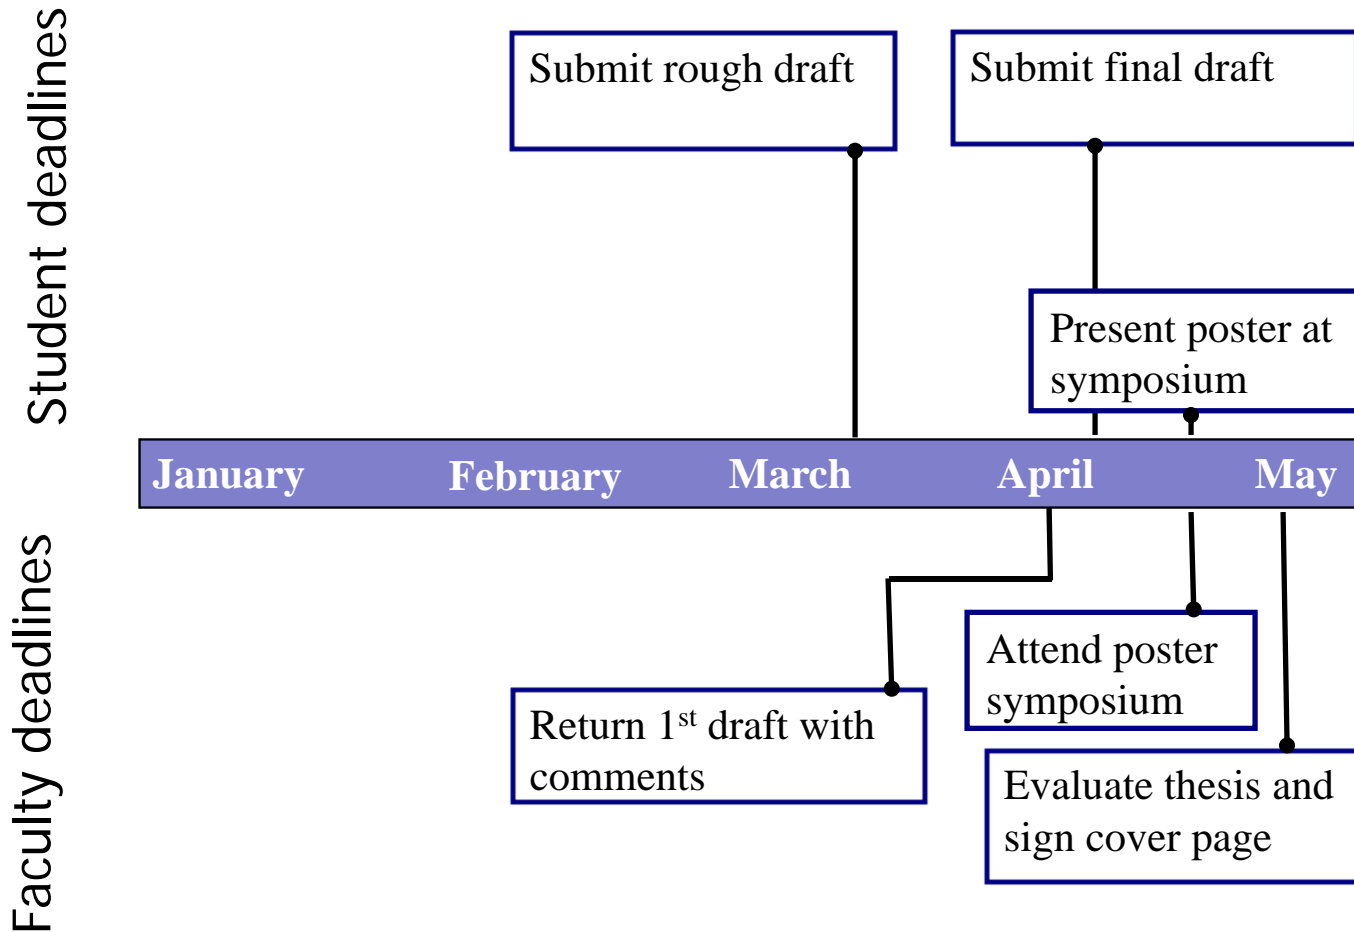 Student deadlines
Submit rough draft
Submit final draft
Present poster at
symposium
January February March April May
Faculty deadlines
Return 1st draft with
comments
Attend poster
symposium
Evaluate thesis and
sign cover page